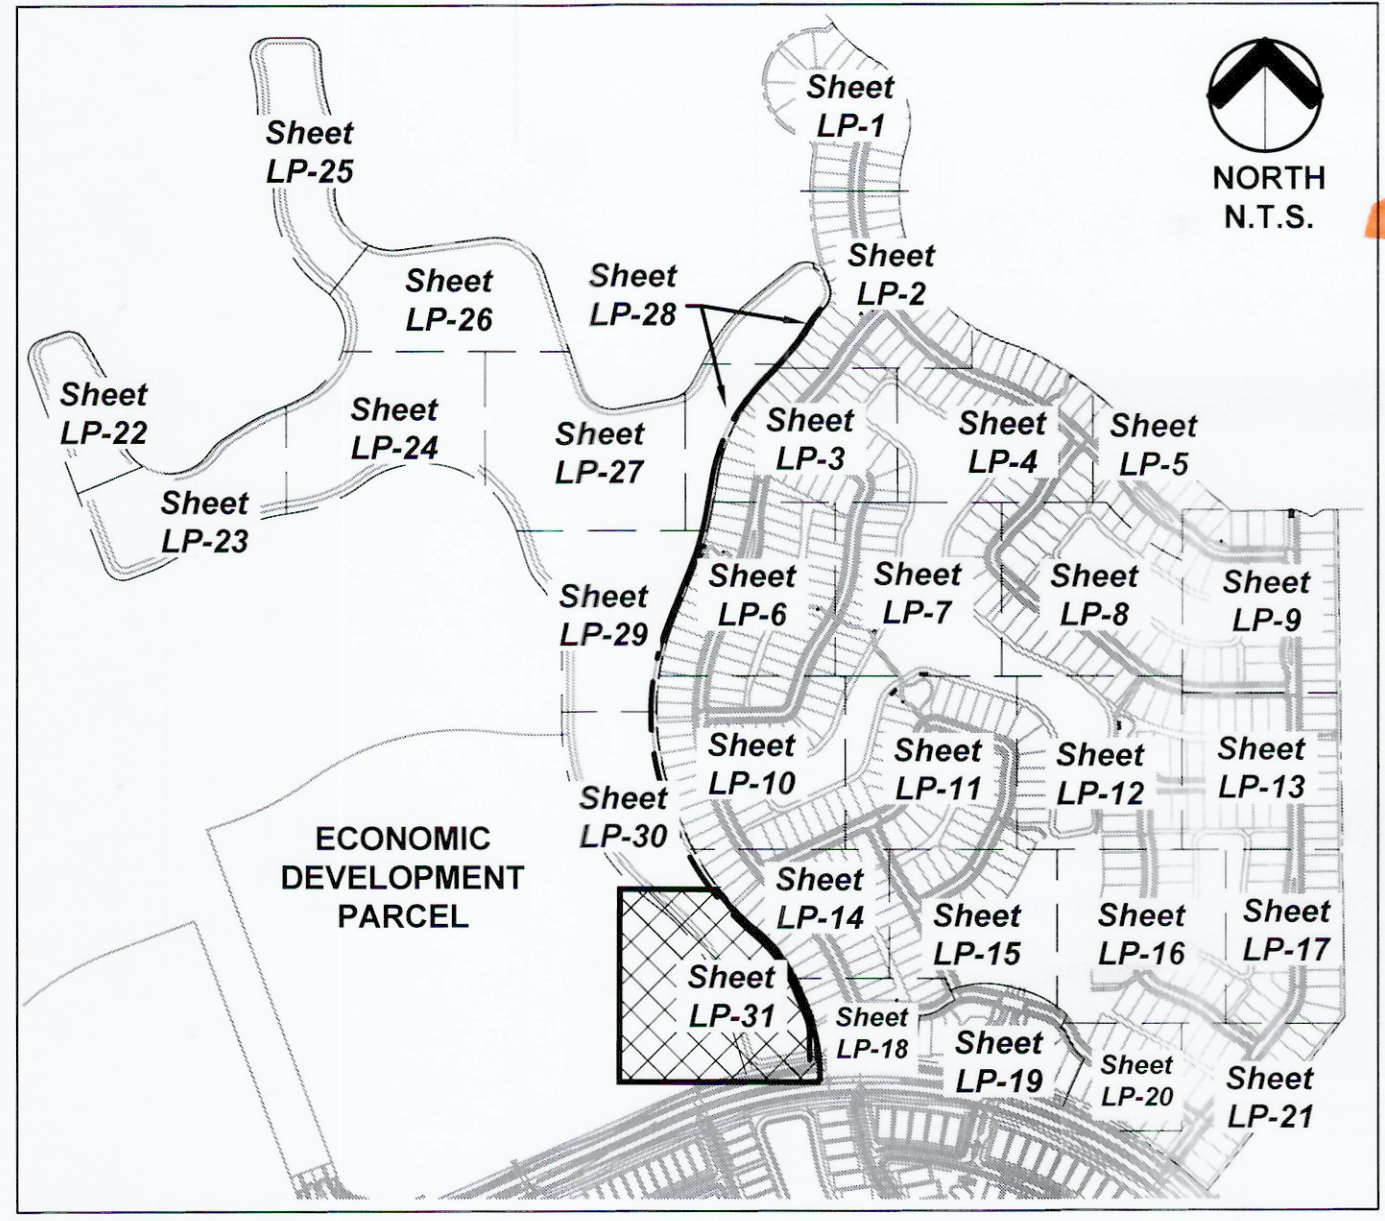 Sheet
LP-1
NORTH
N.T.S.
Sheet
LP-25
Sheet
LP-2
Sheet
LP-26
Sheet
LP-28
Sheet
LP-22
Sheet
LP-24
Sheet
LP-27
Sheet
LP-3
Sheet
LP-4
Sheet
LP-5
Sheet
LP-23
Sheet
LP-29
Sheet
LP-6
Sheet
LP-7
Sheet
LP-8
Sheet
LP-9
Sheet
LP-10
Sheet
LP-11
Sheet
LP-12
Sheet
LP-13
Sheet
LP-30
ECONOMIC
DEVELOPMENT
PARCEL
Sheet
LP-14
Sheet
LP-15
Sheet
LP-16
Sheet
LP-17
Sheet
LP-31
Sheet
LP-18
Sheet
LP-19
Sheet
LP-20
Sheet
LP-21